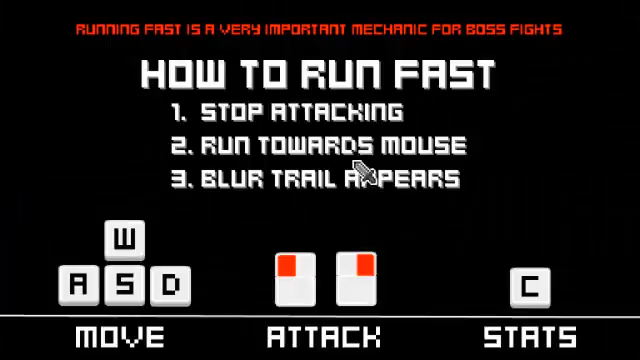 RUNNING FAST IS A VERY IMPORTANT MECHANIC FOR BOSS FIGHTS
HOW TO RUN FAST
1. STOP ATTACKING
2. RUN TOWARDS MOUSE
3. BLUR TRAIL APPEARS
W
A S D
C
MOVE ATTACK STATS